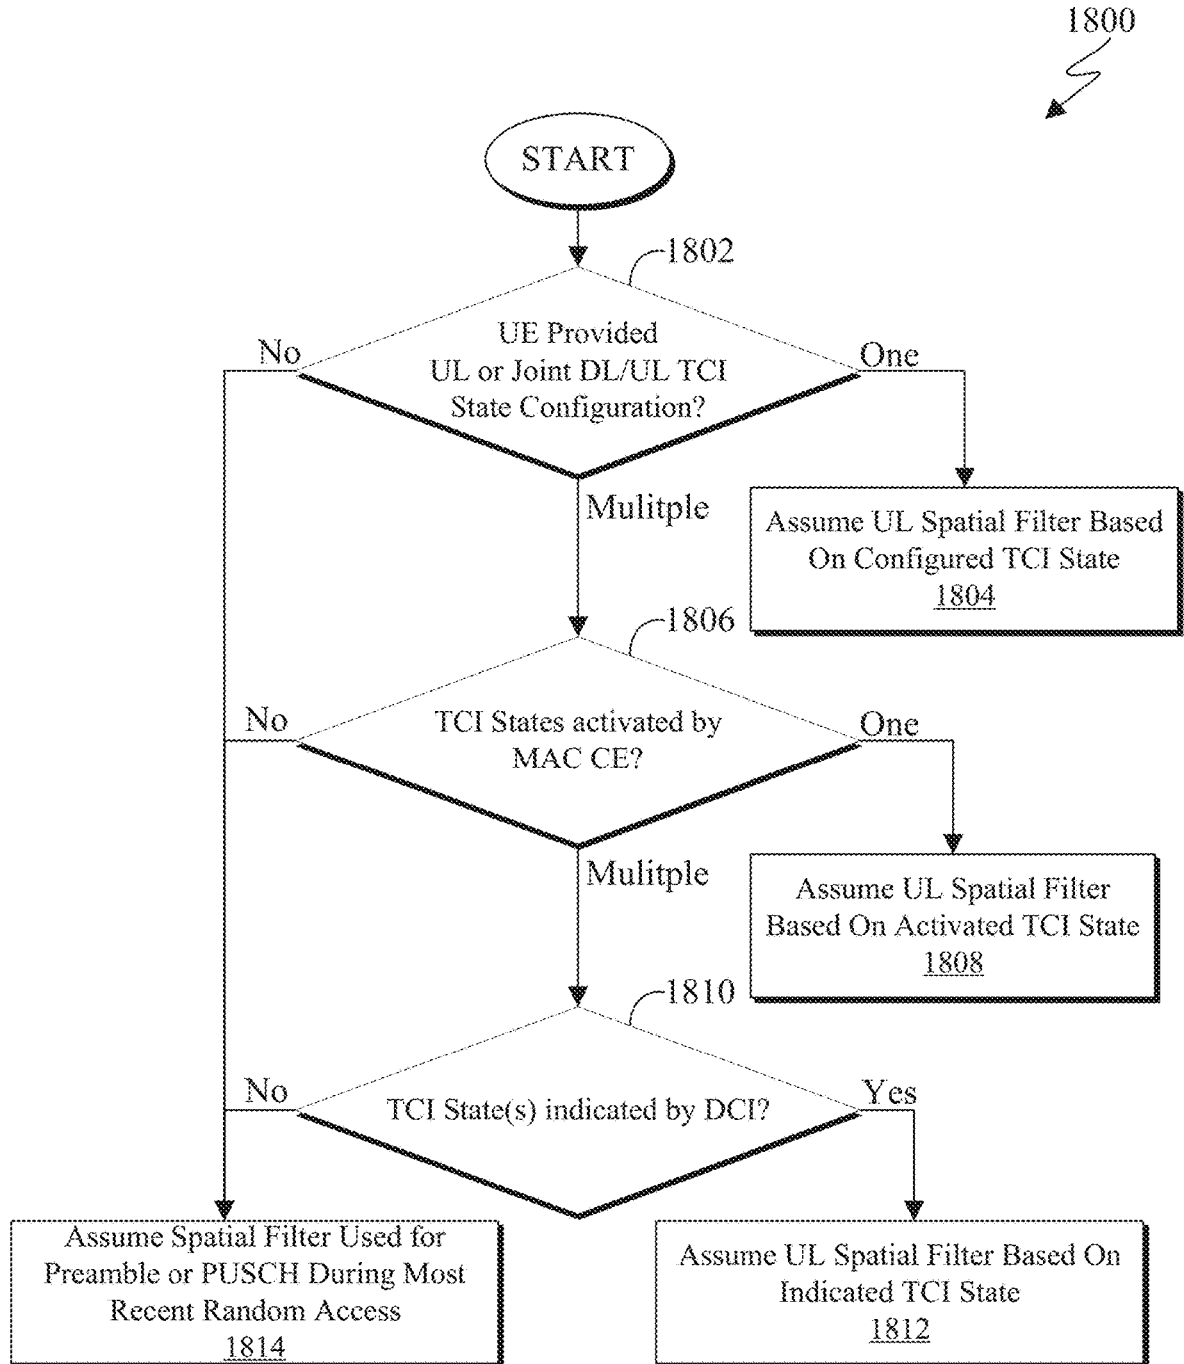 1800
START
1802
UE Provided
UL or Joint DL/UL TCI
State Configuration?
No
One
Mulitple
Assume UL Spatial Filter Based
On Configured TCI State
1804
1806
TCI States activated by
MAC CE?
No
One
Mulitple
Assume UL Spatial Filter
Based On Activated TCI State
1808
1810
TCI State(s) indicated by DCI?
No
Yes
Assume Spatial Filter Used for
Preamble or PUSCH During Most
Recent Random Access
1814
Assume UL Spatial Filter Based On
Indicated TCI State
1812